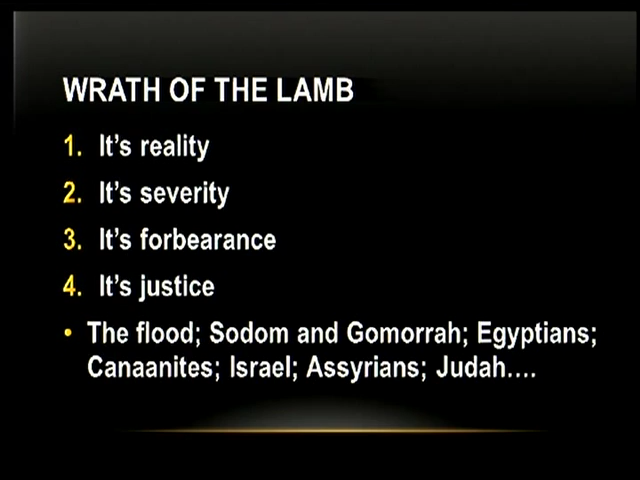 WRATH OF THE LAMB
1. It's reality
2. It's severity
3. It's forbearance
4. It's justice
• The flood; Sodom and Gomorrah; Egyptians;
Canaanites; Israel; Assyrians; Judah….